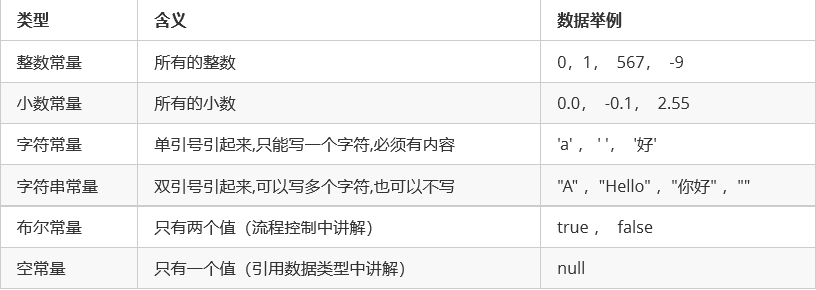 类型 含义 数据举例
整数常量 所有的整数 0，1， 567， -9
小数常量 所有的小数 0.0， -0.1， 2.55
字符常量 单引号引起来,只能写一个字符,必须有内容 'a' ， ' '， '好'
字符串常量 双引号引起来,可以写多个字符,也可以不写 "A" ，"Hello" ，"你好" ，""
布尔常量 只有两个值（流程控制中讲解） true ， false
空常量 只有一个值（引用数据类型中讲解） null